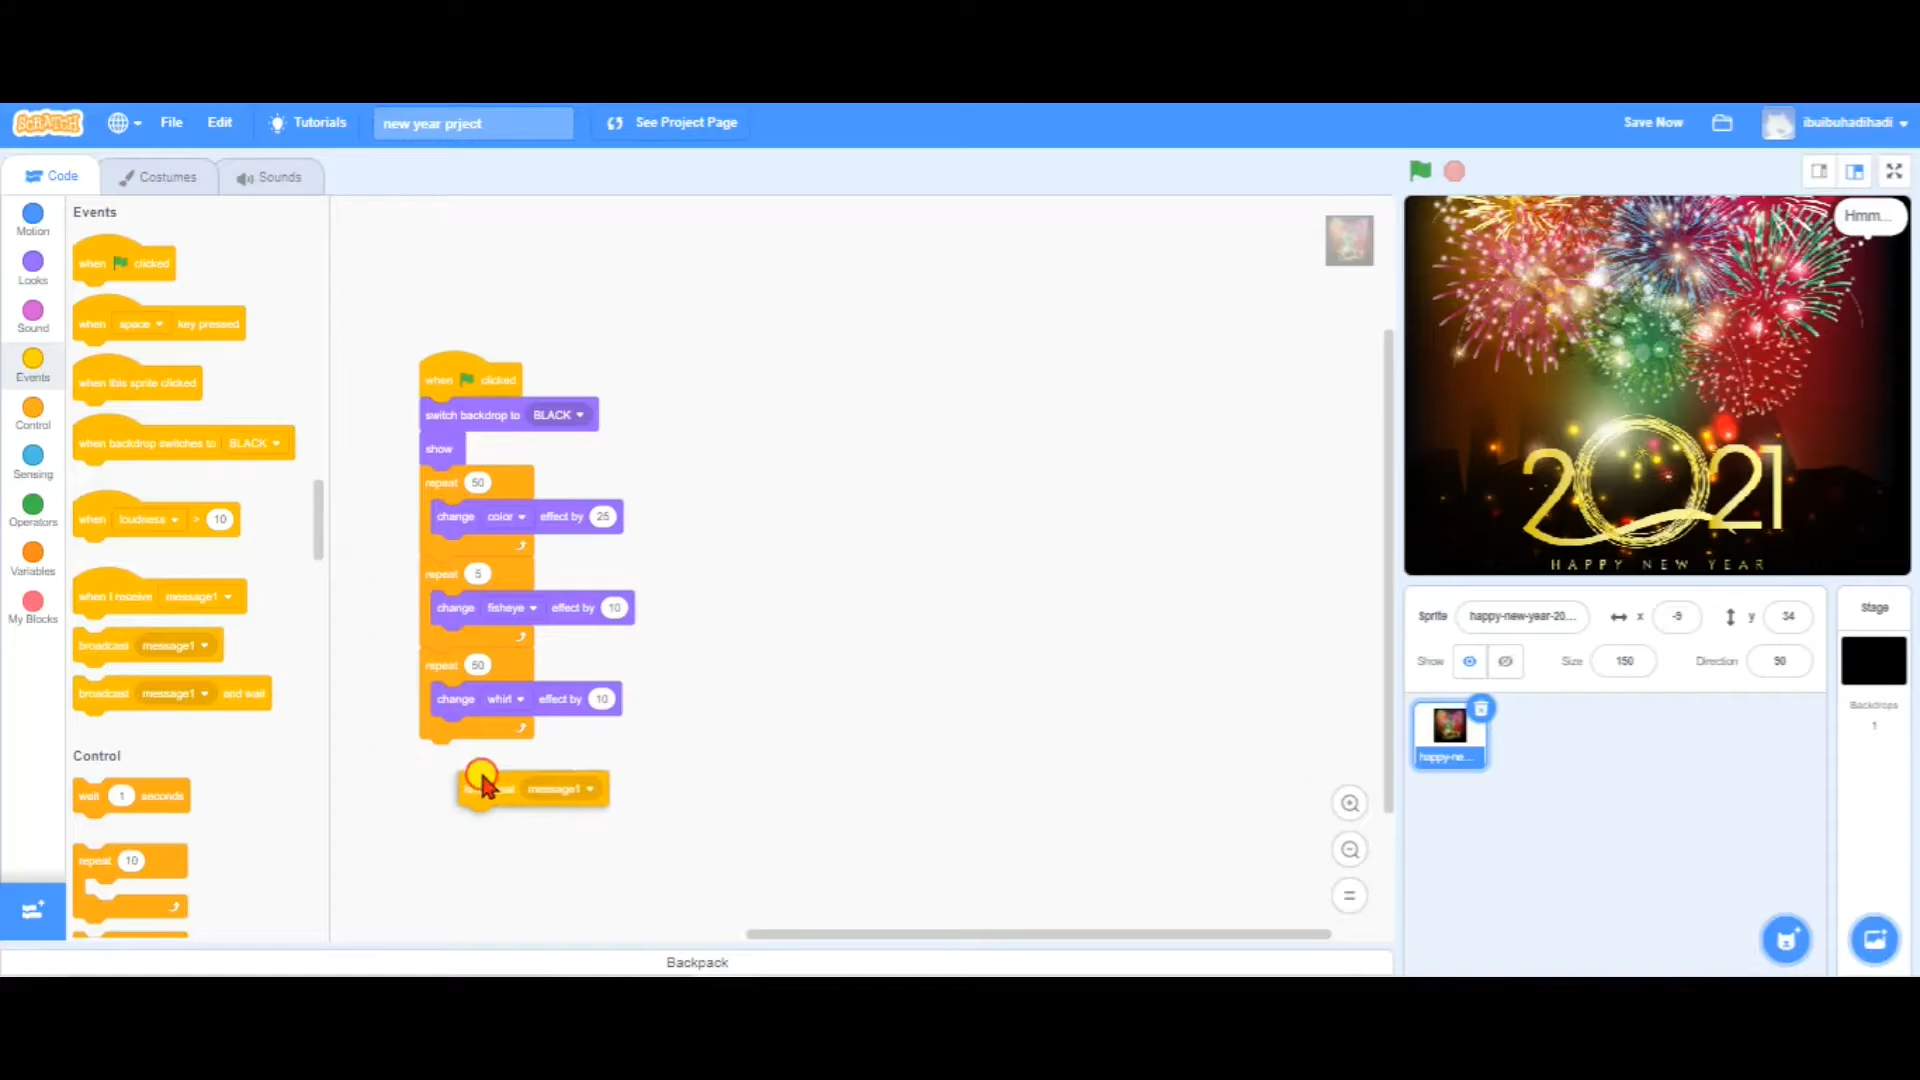 SCRATCH File Edit Tutorials new year prject See Project Page Save Now ibuibuhadihadi
Code Costumes Sounds
Motion
Looks
Sound
Events
Control
Sensing
Operators
Variables
My Blocks
Events
when clicked
when space key pressed
when this sprite clicked
when backdrop switches to BLACK
when loudness > 10
when I receive message1
broadcast message1
broadcast message1 and wait
Control
wait 1 seconds
repeat 10
when clicked
switch backdrop to BLACK
show
repeat 50
change color effect by 25
repeat 5
change fisheye effect by 10
repeat 50
change whirl effect by 10
message1
Backpack
Hmm...
2021
HAPPY NEW YEAR
Sprite happy-new-year-20... x -9 y 34
Show Size 150 Direction 90
happy-ne...
Stage
Backdrops
1